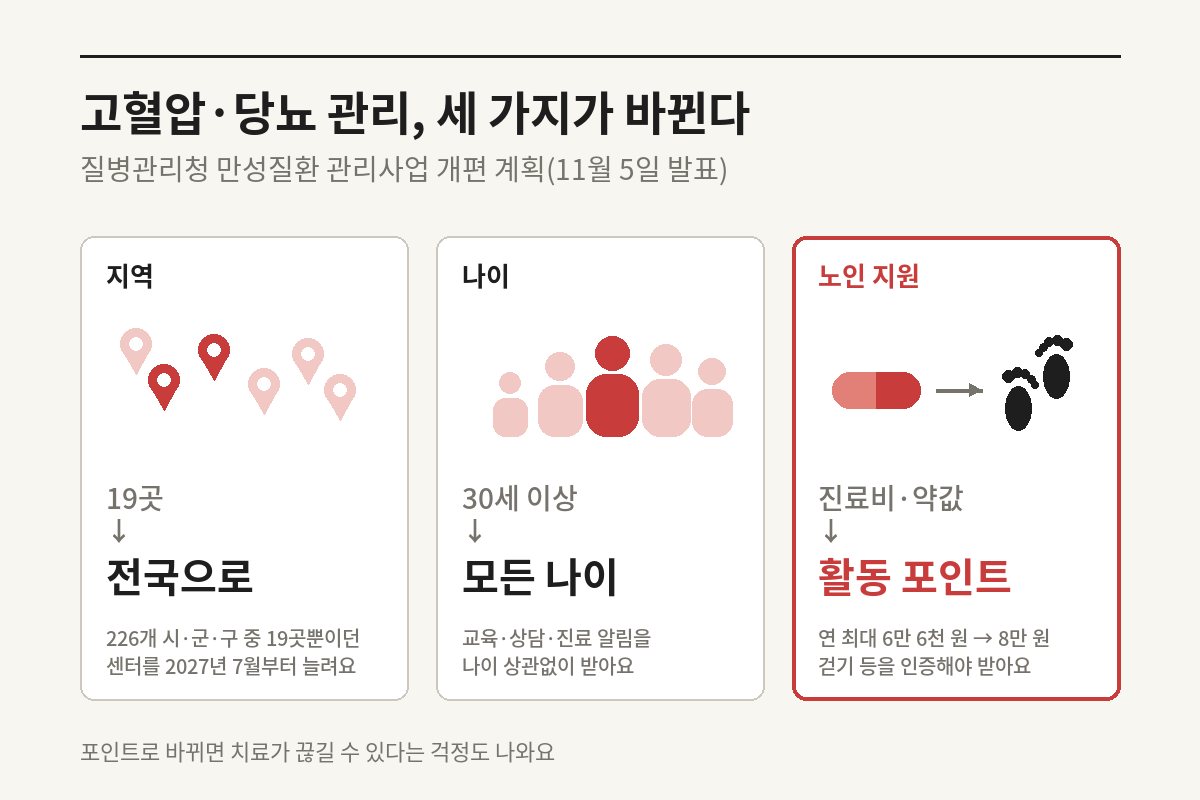 고혈압·당뇨 관리, 세 가지가 바뀐다
질병관리청 만성질환 관리사업 개편 계획(11월 5일 발표)
지역
19곳
↓
전국으로
226개 시·군·구 중 19곳뿐이던
센터를 2027년 7월부터 늘려요
나이
30세 이상
↓
모든 나이
교육·상담·진료 알림을
나이 상관없이 받아요
노인 지원
진료비·약값
↓
활동 포인트
연 최대 6만 6천 원 → 8만 원
걷기 등을 인증해야 받아요
포인트로 바뀌면 치료가 끊길 수 있다는 걱정도 나와요